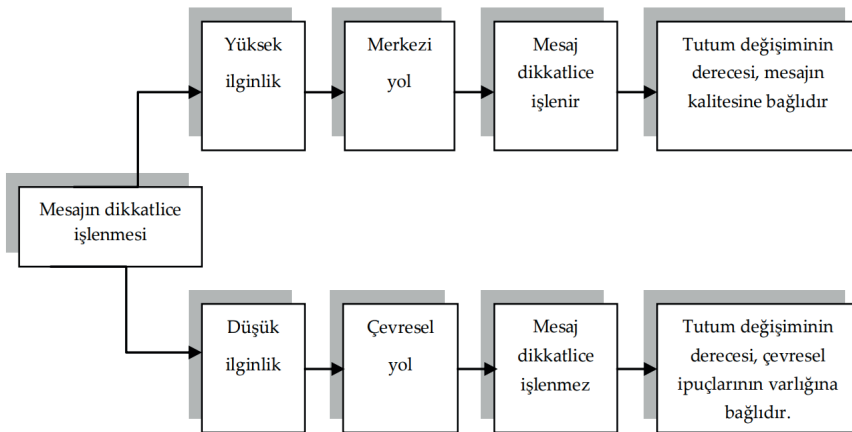 Yüksek
ilginlik
Merkezi
yol
Mesaj
dikkatlice
işlenir
Tutum değişiminin
derecesi, mesajın
kalitesine bağlıdır
Mesajın dikkatlice
işlenmesi
Düşük
ilginlik
Çevresel
yol
Mesaj
dikkatlice
işlenmez
Tutum değişiminin
derecesi, çevresel
ipuçlarının varlığına
bağlıdır.